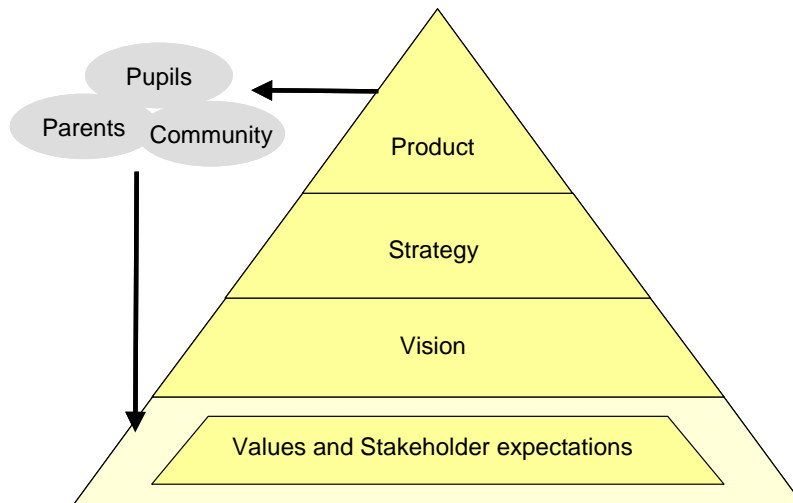 Pupils
Parents
Community
Product
Strategy
Vision
Values and Stakeholder expectations